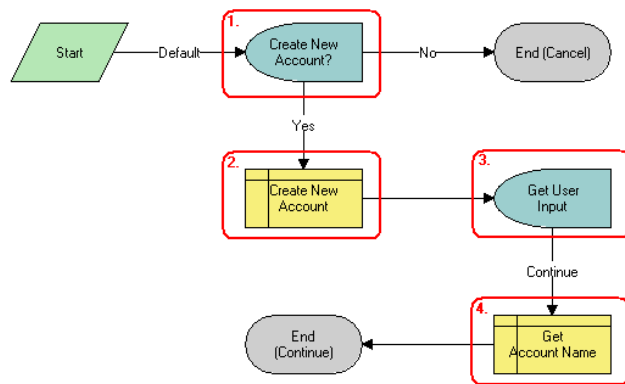 1.
Start
Default
Create New
Account?
No
End (Cancel)
Yes
2.
Create New
Account
3.
Get User
Input
Continue
4.
Get
Account Name
End
(Continue)